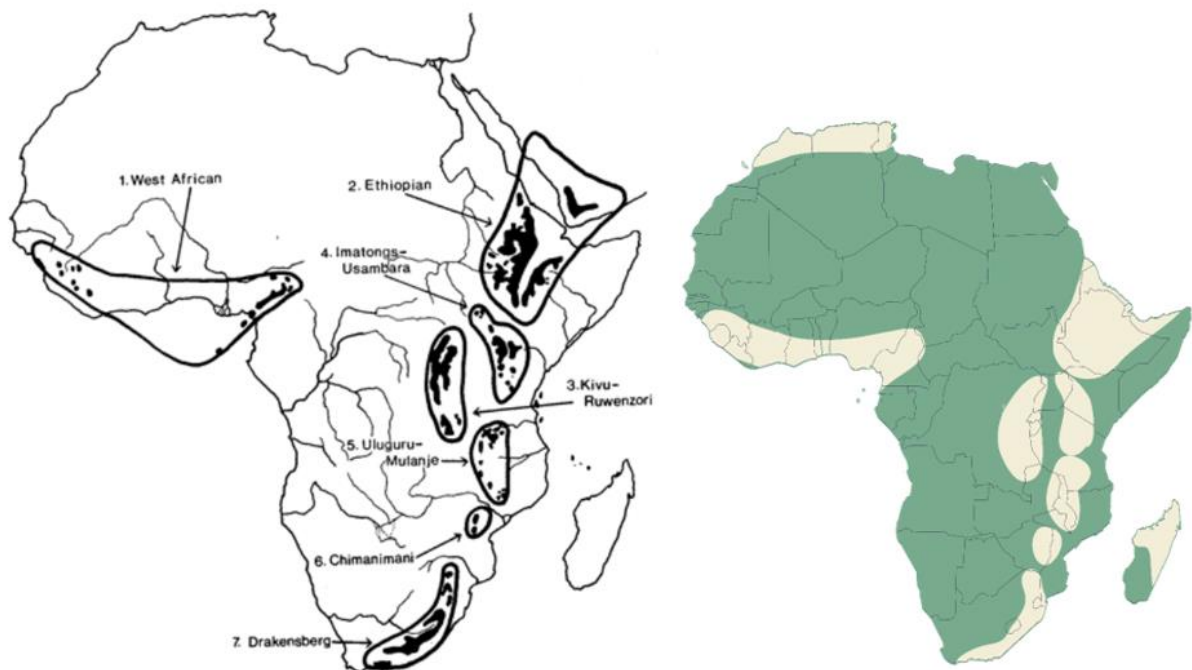 1. West African
2. Ethiopian
4. Imatongs-
Usambara
3. Kivu-
Ruwenzori
5. Uluguru-
Mulanje
6. Chimanimani
7. Drakensberg